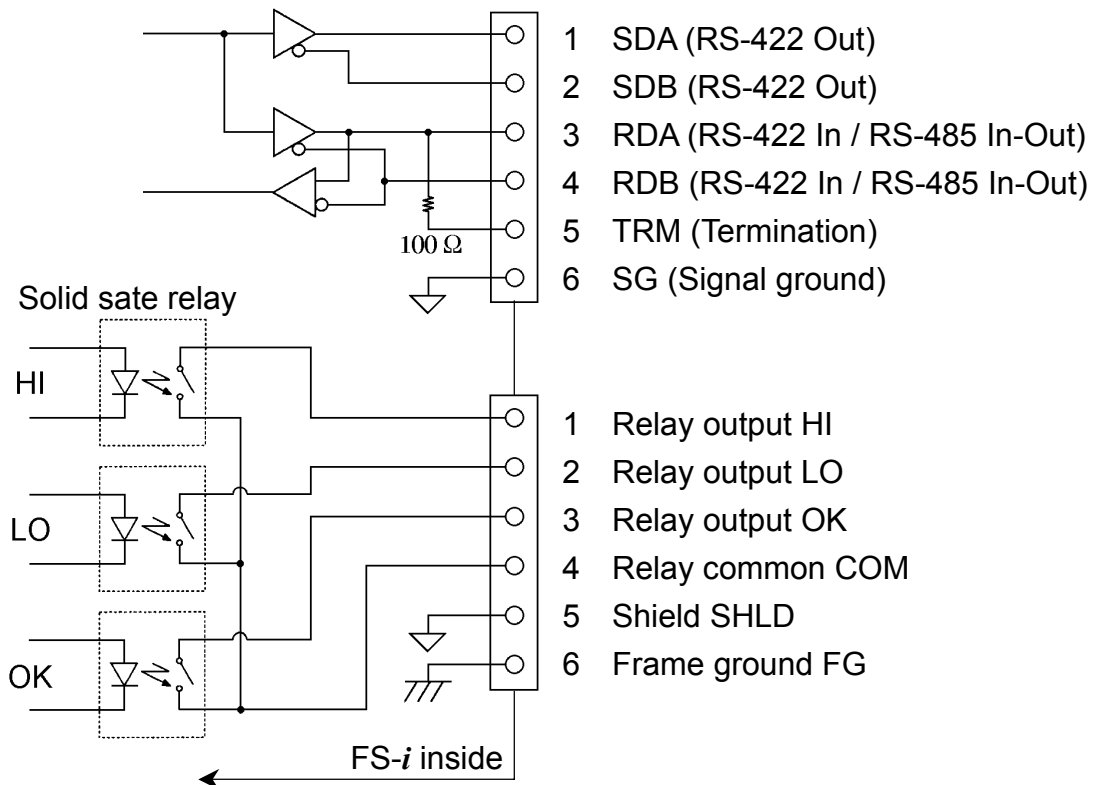 1 SDA (RS-422 Out)
2 SDB (RS-422 Out)
3 RDA (RS-422 In / RS-485 In-Out)
4 RDB (RS-422 In / RS-485 In-Out)
5 TRM (Termination)
100 Ω
6 SG (Signal ground)
Solid sate relay
HI
1 Relay output HI
2 Relay output LO
LO
3 Relay output OK
4 Relay common COM
5 Shield SHLD
OK
6 Frame ground FG
FS-i inside